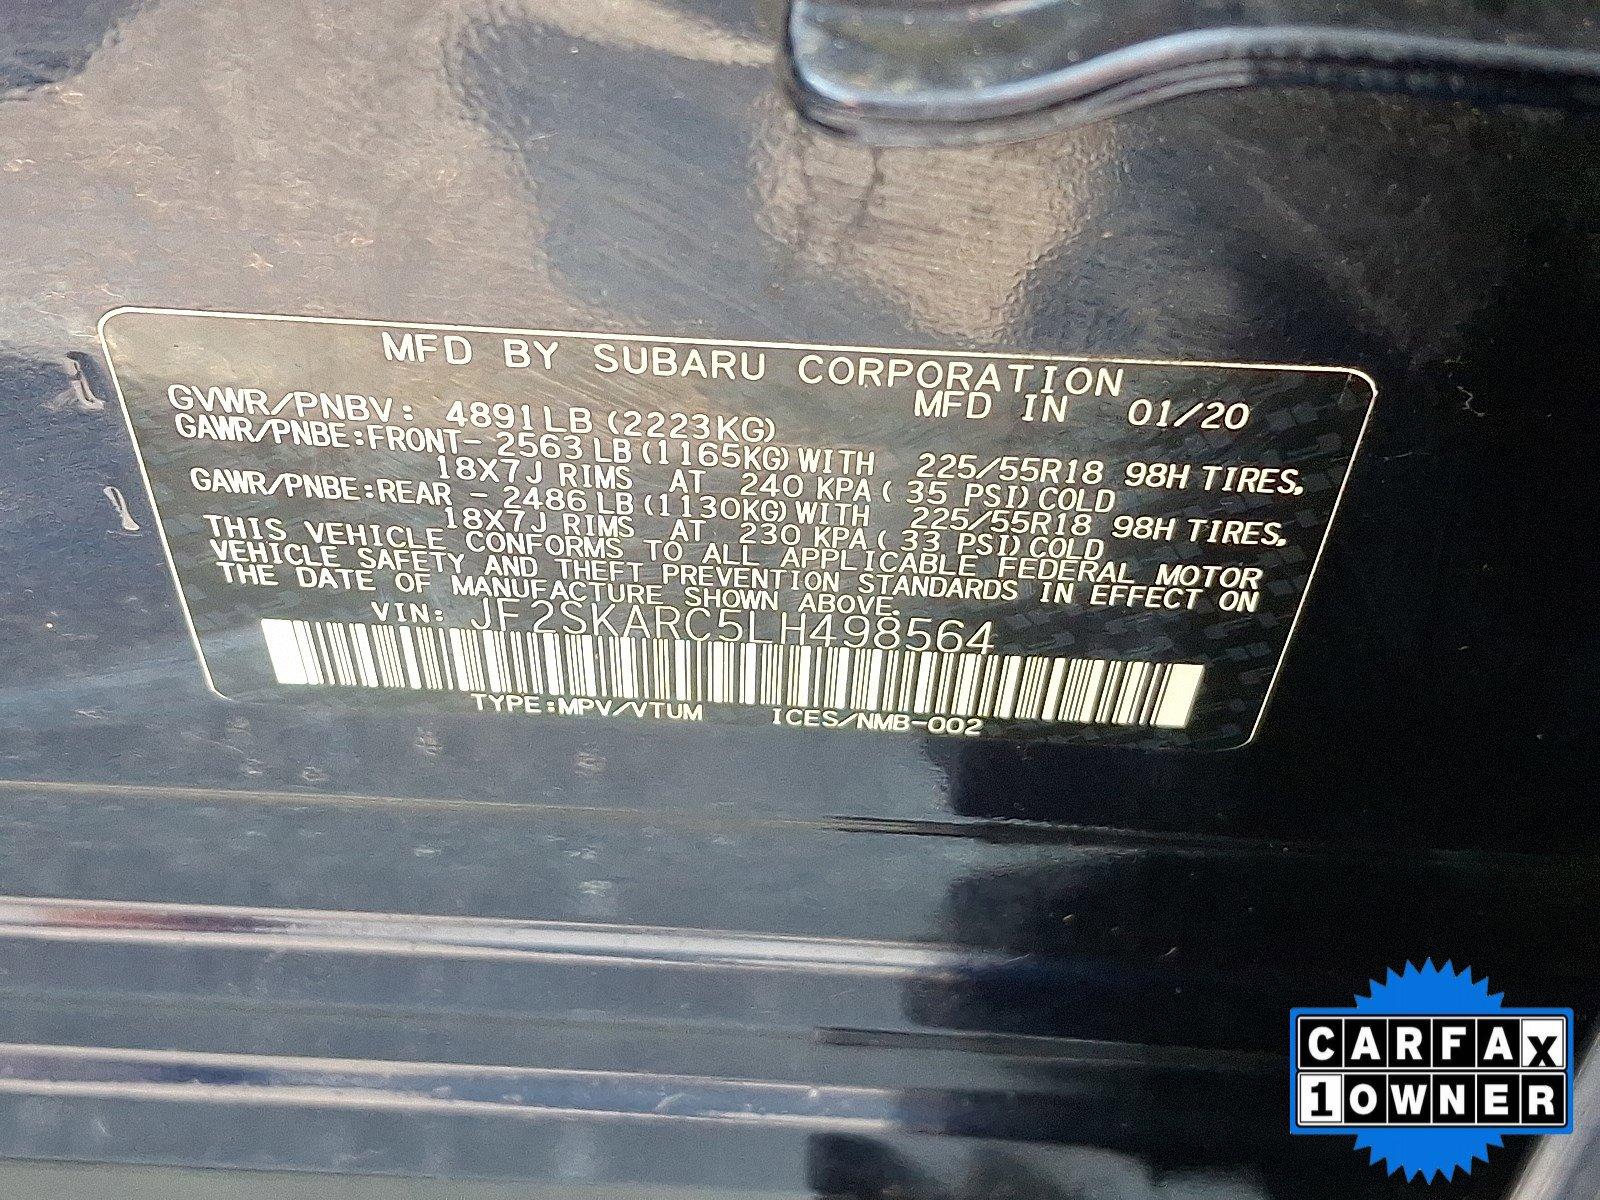 MFD BY SUBARU CORPORATION
MFD IN 01/20
GVWR/PNBV: 4891LB (2223KG)
GAWR/PNBE:FRONT- 2563 LB (1165KG) WITH 225/55R18 98H TIRES,
18X7J RIMS AT 240 KPA ( 35 PSI) COLD
GAWR/PNBE:REAR - 2486 LB (1130KG) WITH 225/55R18 98H TIRES,
18X7J RIMS AT 230 KPA ( 33 PSI) COLD
THIS VEHICLE CONFORMS TO ALL APPLICABLE FEDERAL MOTOR
VEHICLE SAFETY AND THEFT PREVENTION STANDARDS IN EFFECT ON
THE DATE OF MANUFACTURE SHOWN ABOVE.
VIN: JF2SKARC5LH498564
TYPE:MPV/VTUM ICES/NMB-002
CARFAX
1 OWNER